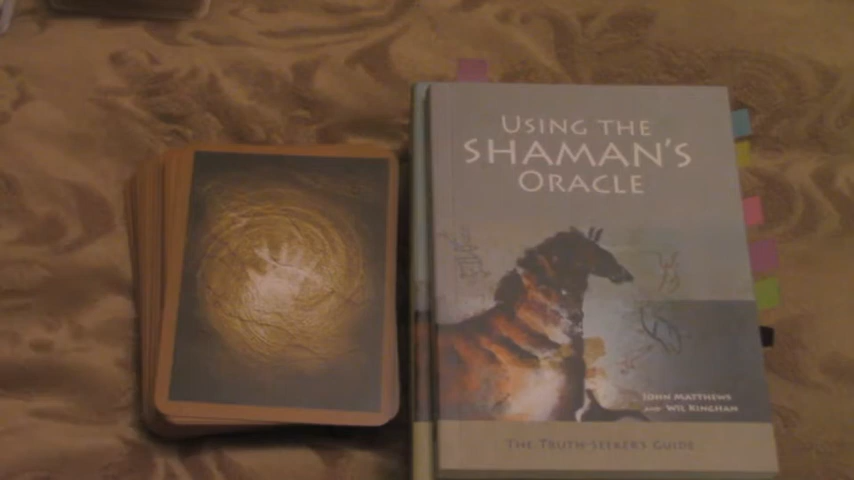 USING THE
SHAMAN'S
ORACLE
JOHN MATTHEWS
AND WIL KINGHAN
THE TRUTH-SEEKER'S GUIDE